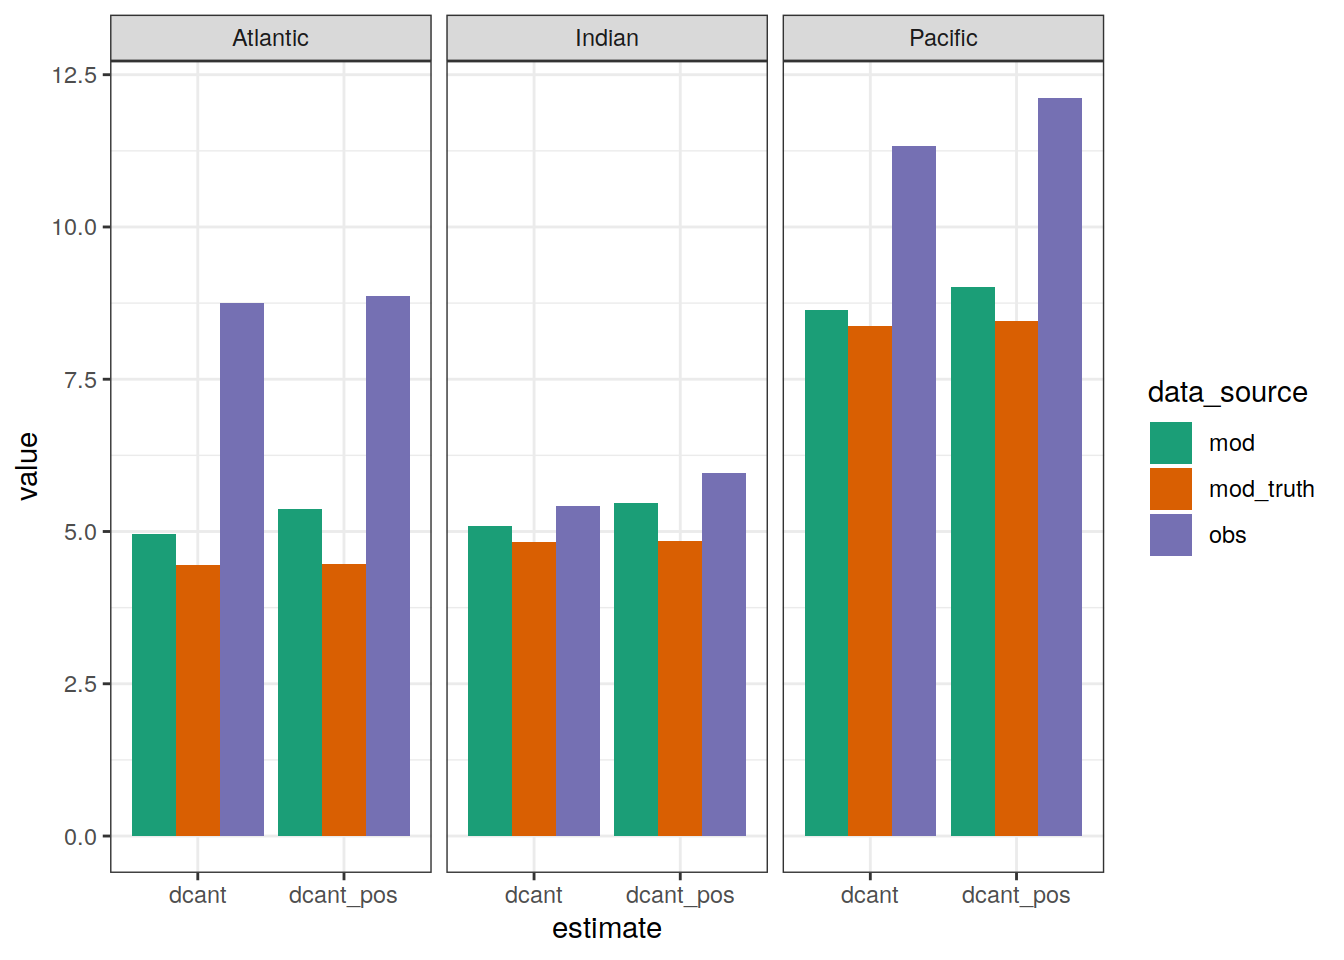 Atlantic
Indian
Pacific
12.5
10.0
7.5
5.0
2.5
0.0
value
dcant
dcant_pos
dcant
dcant_pos
dcant
dcant_pos
estimate
data_source
mod
mod_truth
obs